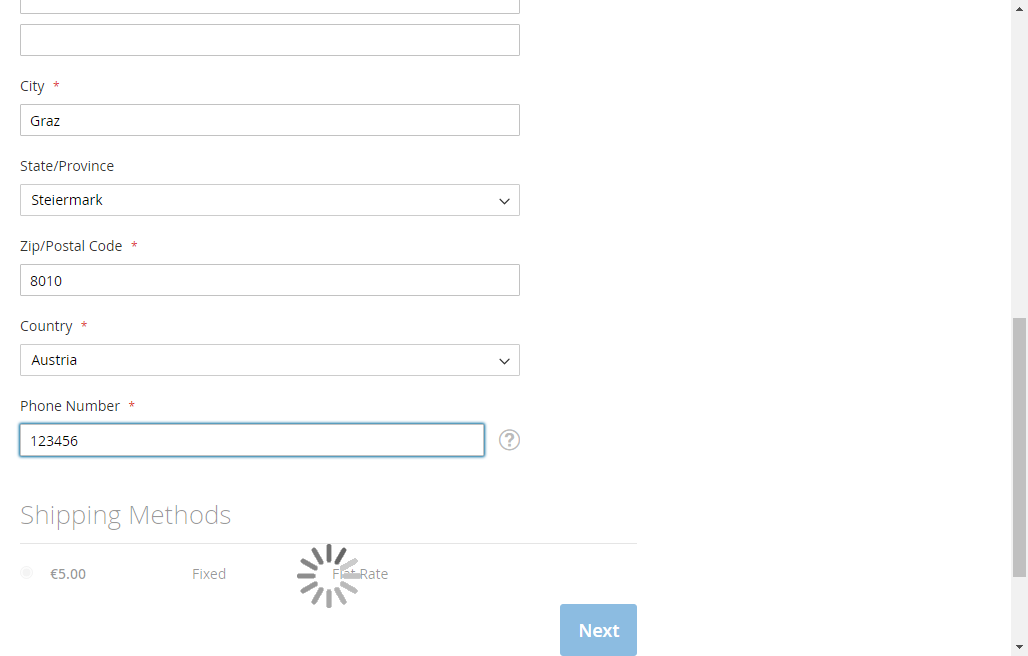 City *
Graz
State/Province
Steiermark
Zip/Postal Code *
8010
Country *
Austria
Phone Number *
123456
?
Shipping Methods
€5.00 Fixed Flat Rate
Next